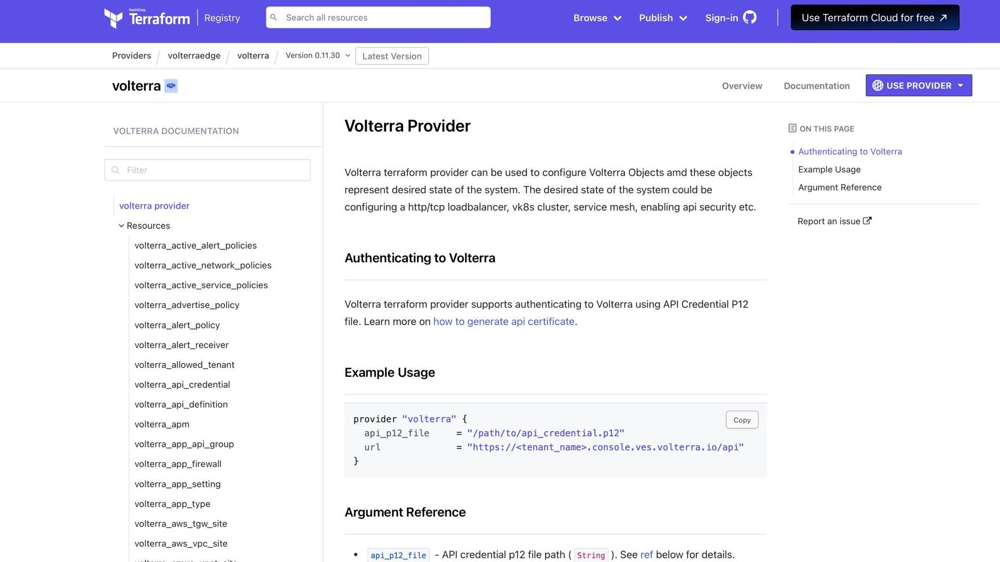 HashiCorp
Terraform
Registry
Search all resources
Browse
Publish
Sign-in
Use Terraform Cloud for free
Providers
volterraedge
volterra
Version 0.11.30
Latest Version
volterra
Overview
Documentation
USE PROVIDER
VOLTERRA DOCUMENTATION
Filter
volterra provider
Resources
volterra_active_alert_policies
volterra_active_network_policies
volterra_active_service_policies
volterra_advertise_policy
volterra_alert_policy
volterra_alert_receiver
volterra_allowed_tenant
volterra_api_credential
volterra_api_definition
volterra_apm
volterra_app_api_group
volterra_app_firewall
volterra_app_setting
volterra_app_type
volterra_aws_tgw_site
volterra_aws_vpc_site
Volterra Provider
Volterra terraform provider can be used to configure Volterra Objects amd these objects
represent desired state of the system. The desired state of the system could be
configuring a http/tcp loadbalancer, vk8s cluster, service mesh, enabling api security etc.
Authenticating to Volterra
Volterra terraform provider supports authenticating to Volterra using API Credential P12
file. Learn more on how to generate api certificate.
Example Usage
Copy
provider "volterra" {
  api_p12_file     = "/path/to/api_credential.p12"
  url              = "https://<tenant_name>.console.ves.volterra.io/api"
}
Argument Reference
• api_p12_file - API credential p12 file path ( String ). See ref below for details.
ON THIS PAGE
Authenticating to Volterra
Example Usage
Argument Reference
Report an issue